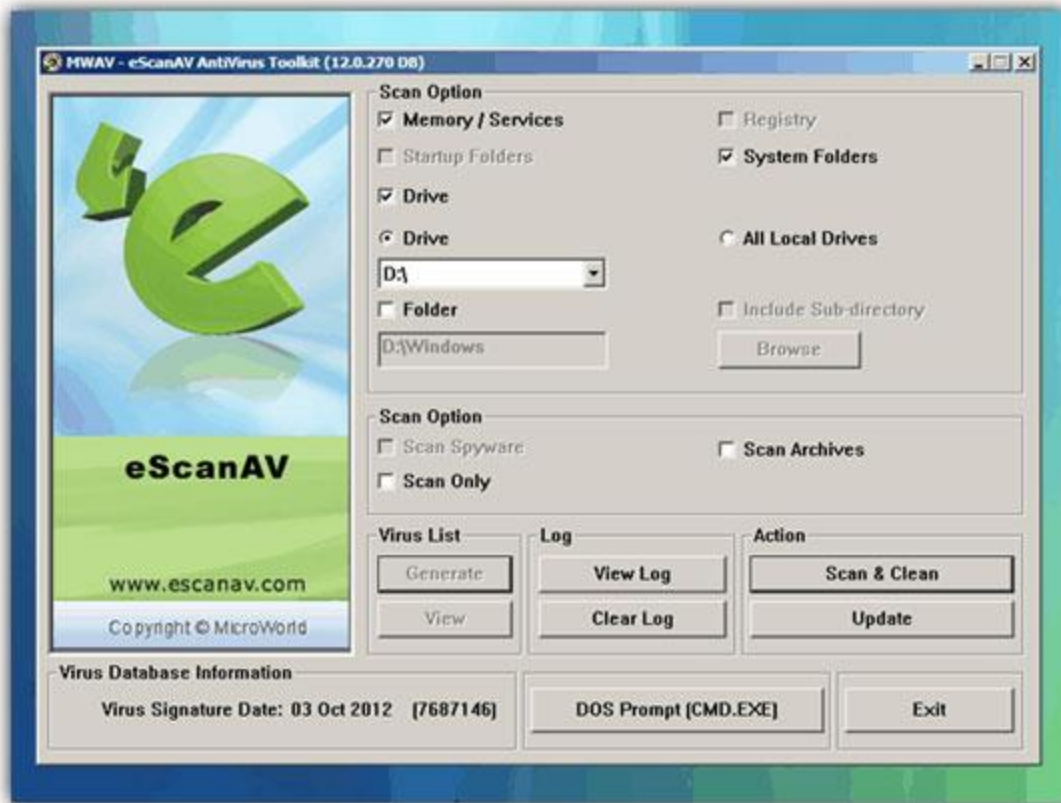 MWAV - eScanAV AntiVirus Toolkit (12.0.270 DB)
Scan Option
Memory / Services
Registry
Startup Folders
System Folders
Drive
Drive
All Local Drives
D:\
Folder
Include Sub-directory
D:\Windows
Browse
Scan Option
Scan Spyware
Scan Archives
Scan Only
eScanAV
www.escanav.com
Copyright © MicroWorld
Virus List
Log
Action
Generate
View Log
Scan & Clean
View
Clear Log
Update
Virus Database Information
Virus Signature Date: 03 Oct 2012 [7687146]
DOS Prompt [CMD.EXE]
Exit